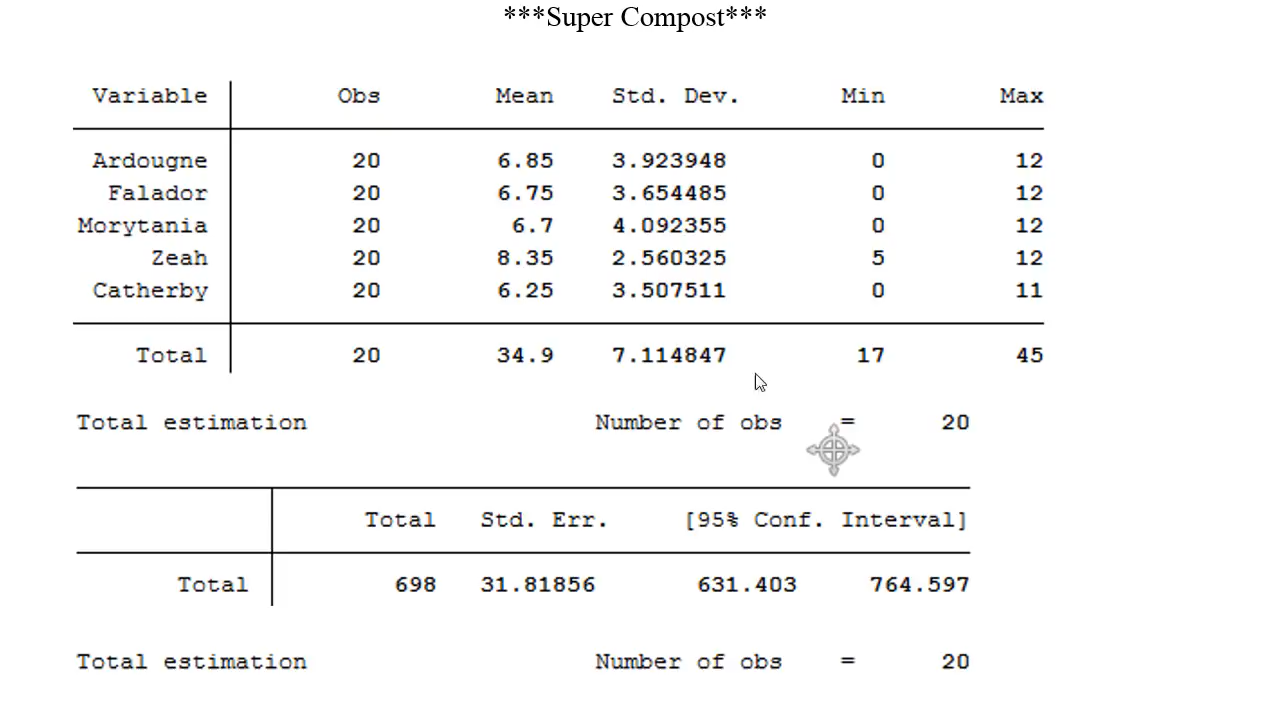 ***Super Compost***
Variable Obs Mean Std. Dev. Min Max
Ardougne 20 6.85 3.923948 0 12
Falador 20 6.75 3.654485 0 12
Morytania 20 6.7 4.092355 0 12
Zeah 20 8.35 2.560325 5 12
Catherby 20 6.25 3.507511 0 11
Total 20 34.9 7.114847 17 45
Total estimation Number of obs = 20
Total Std. Err. [95% Conf. Interval]
Total 698 31.81856 631.403 764.597
Total estimation Number of obs = 20